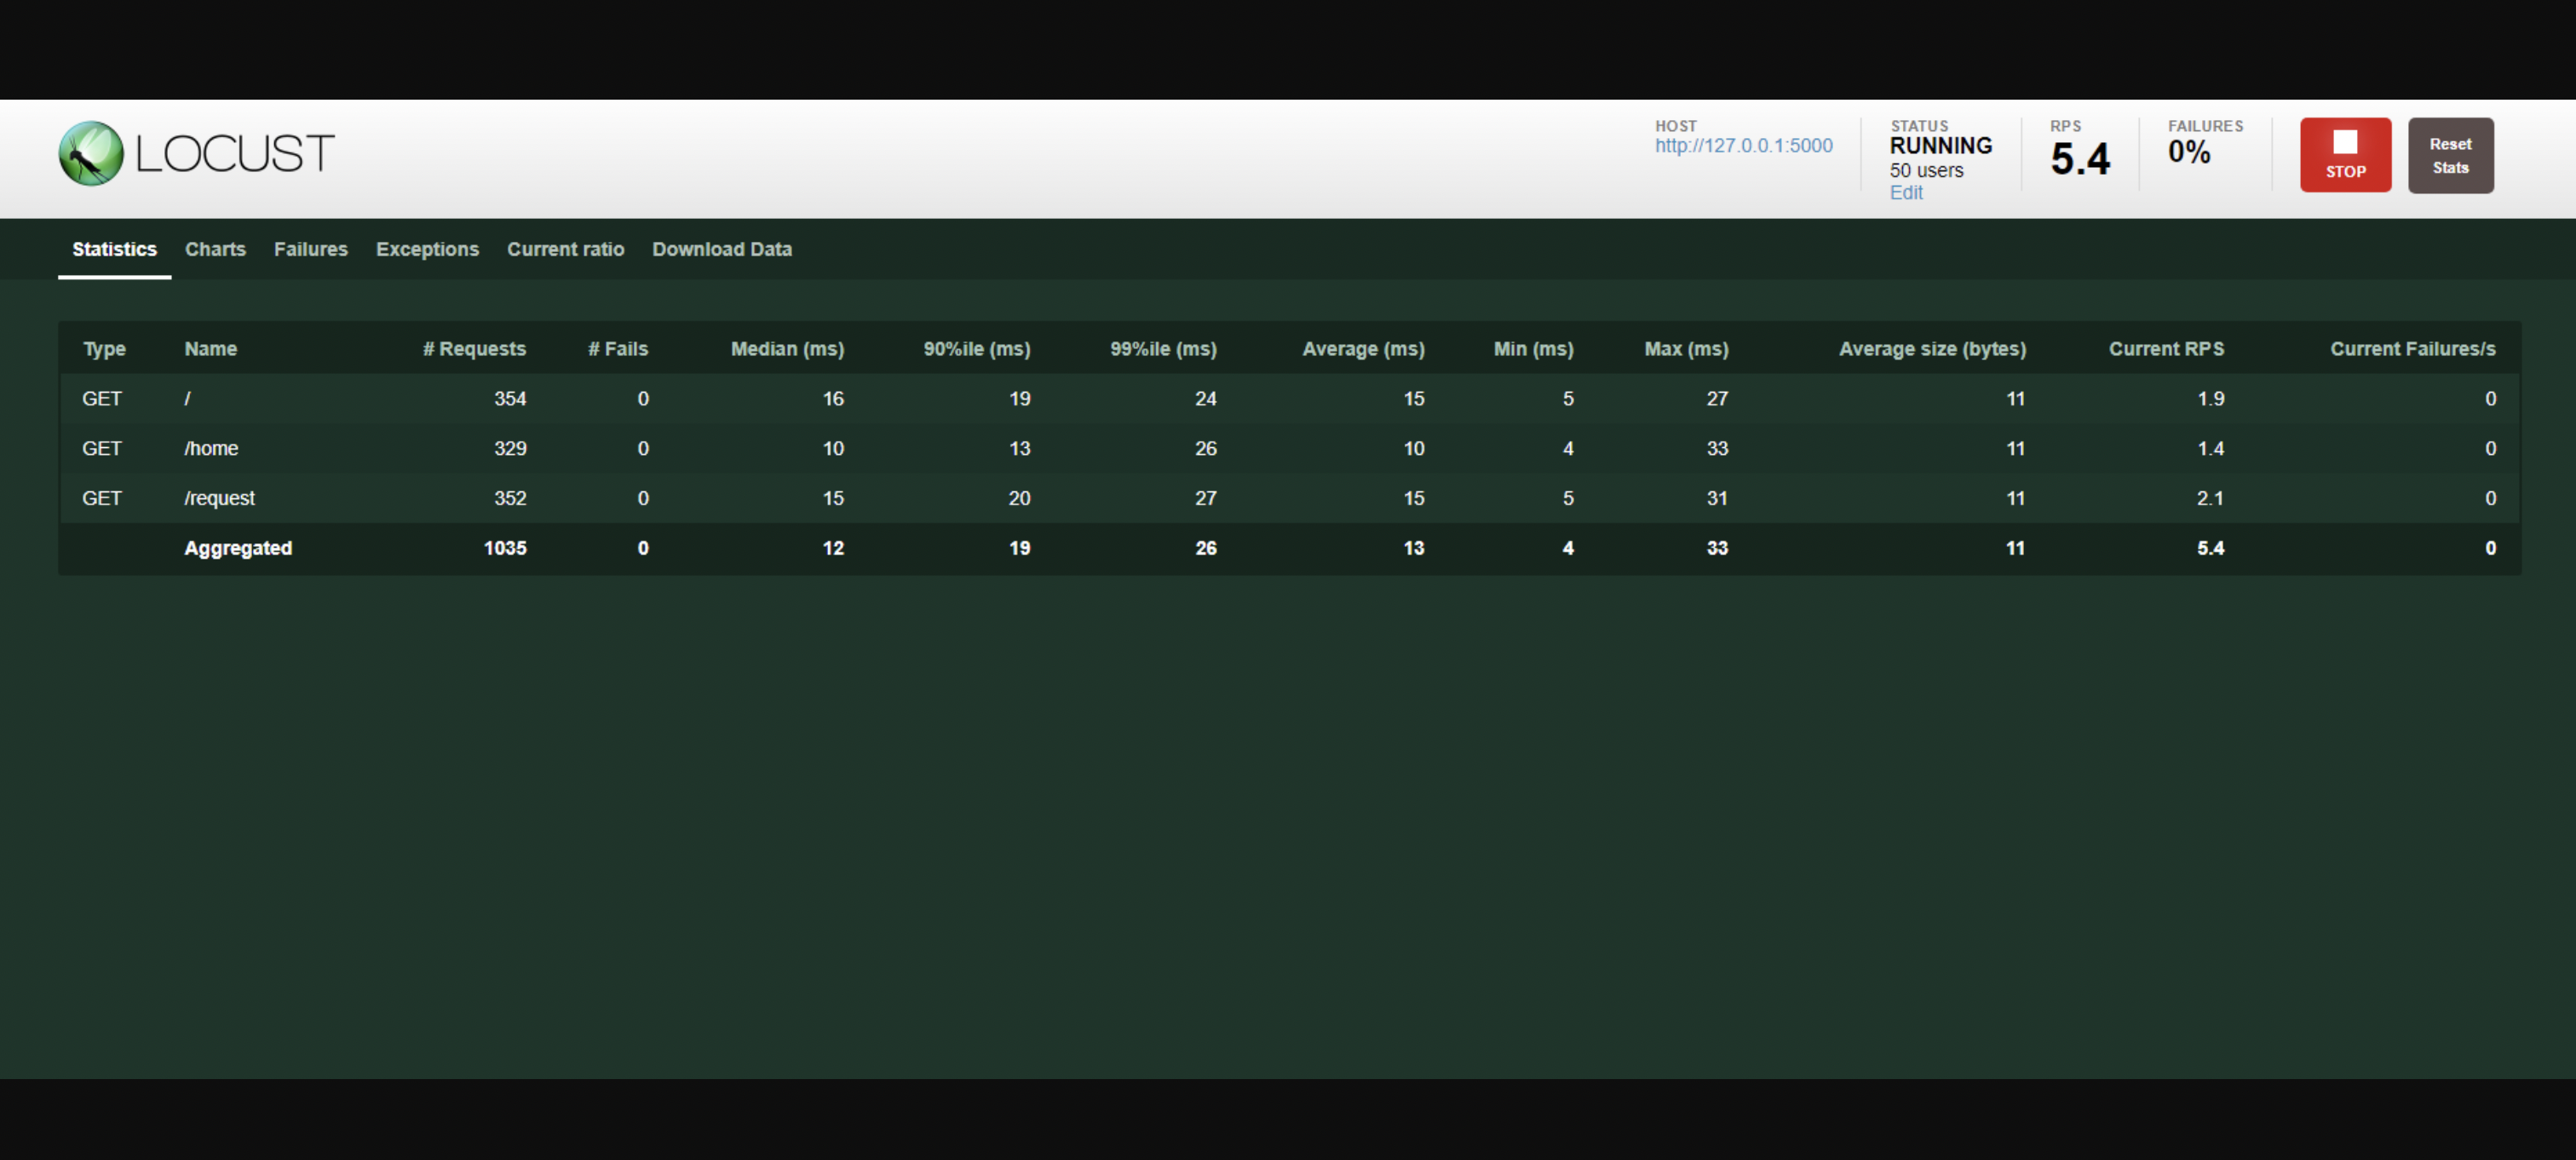 LOCUST
HOST
http://127.0.0.1:5000
STATUS
RUNNING
50 users
Edit
RPS
5.4
FAILURES
0%
STOP
Reset
Stats
Statistics Charts Failures Exceptions Current ratio Download Data
Type Name # Requests # Fails Median (ms) 90%ile (ms) 99%ile (ms) Average (ms) Min (ms) Max (ms) Average size (bytes) Current RPS Current Failures/s
GET / 354 0 16 19 24 15 5 27 11 1.9 0
GET /home 329 0 10 13 26 10 4 33 11 1.4 0
GET /request 352 0 15 20 27 15 5 31 11 2.1 0
Aggregated 1035 0 12 19 26 13 4 33 11 5.4 0